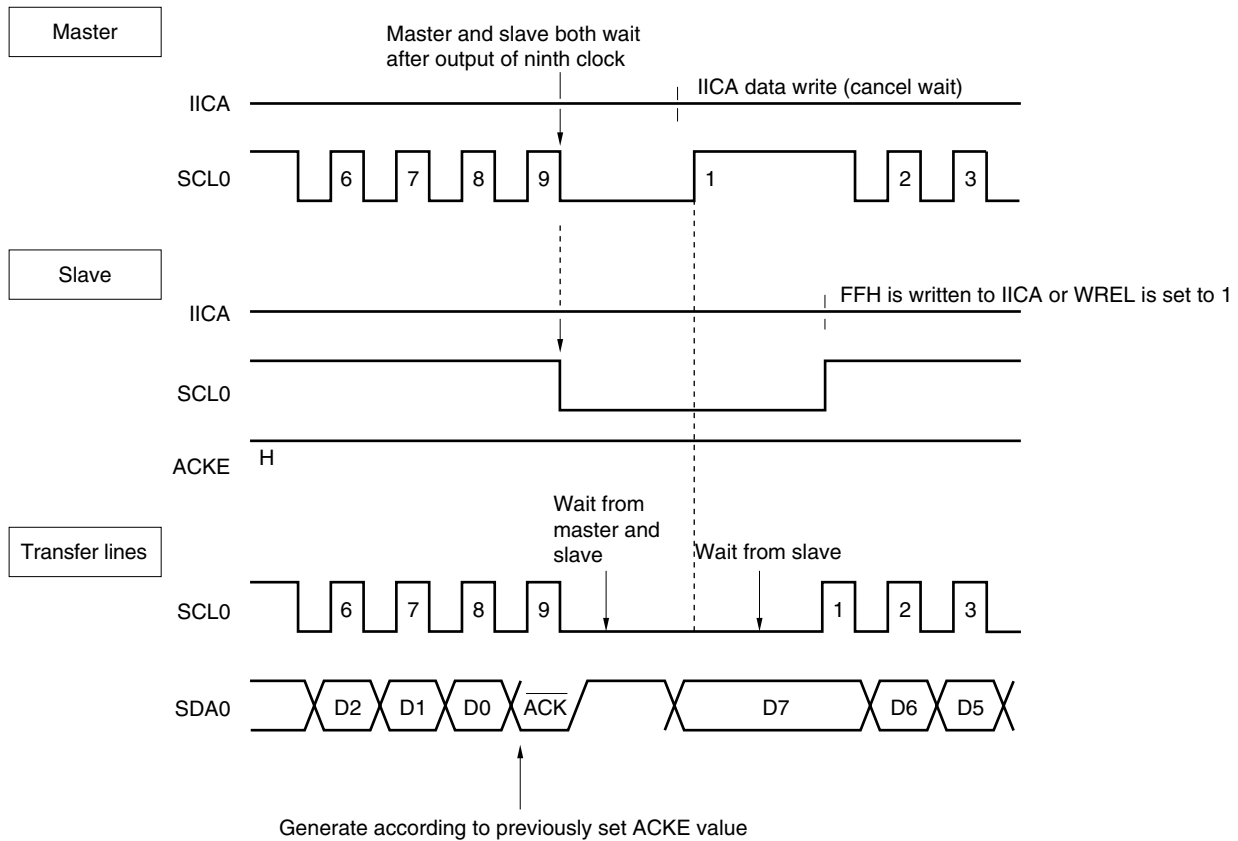 Master
Master and slave both wait
after output of ninth clock
IICA
IICA data write (cancel wait)
SCL0
6 7 8 9 1 2 3
Slave
IICA
FFH is written to IICA or WREL is set to 1
SCL0
ACKE
H
Transfer lines
Wait from
master and
slave
Wait from slave
SCL0
6 7 8 9 1 2 3
SDA0
D2 D1 D0 ACK D7 D6 D5
Generate according to previously set ACKE value